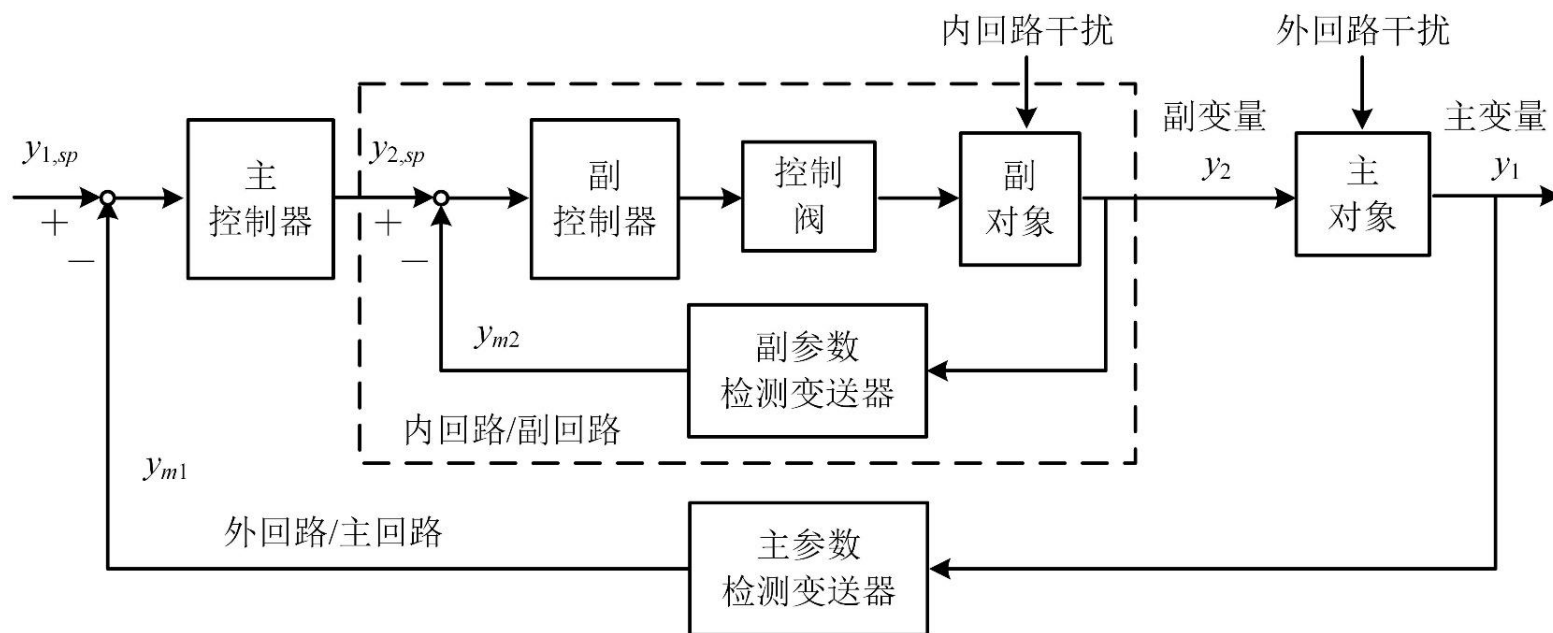 内回路干扰
外回路干扰
副变量
主变量
y1,sp
y2,sp
y2
y1
主
控制器
副
控制器
控制
阀
副
对象
主
对象
+
−
+
−
ym2
副参数
检测变送器
内回路/副回路
ym1
外回路/主回路
主参数
检测变送器